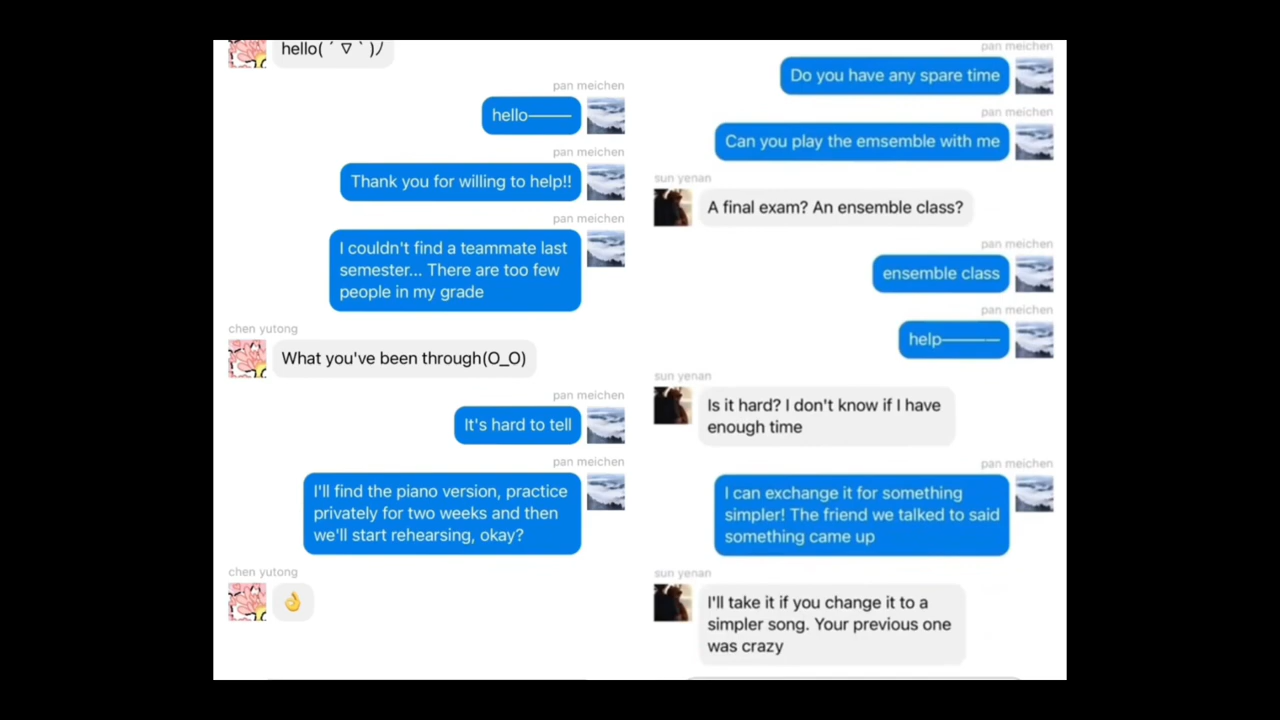 hello( ´ ∇ ` )ﾉ
pan meichen
hello———
pan meichen
Thank you for willing to help!!
pan meichen
I couldn't find a teammate last
semester... There are too few
people in my grade
chen yutong
What you've been through(O_O)
pan meichen
It's hard to tell
pan meichen
I'll find the piano version, practice
privately for two weeks and then
we'll start rehearsing, okay?
chen yutong
👌
pan meichen
Do you have any spare time
pan meichen
Can you play the emsemble with me
sun yenan
A final exam? An ensemble class?
pan meichen
ensemble class
pan meichen
help————
sun yenan
Is it hard? I don't know if I have
enough time
pan meichen
I can exchange it for something
simpler! The friend we talked to said
something came up
sun yenan
I'll take it if you change it to a
simpler song. Your previous one
was crazy